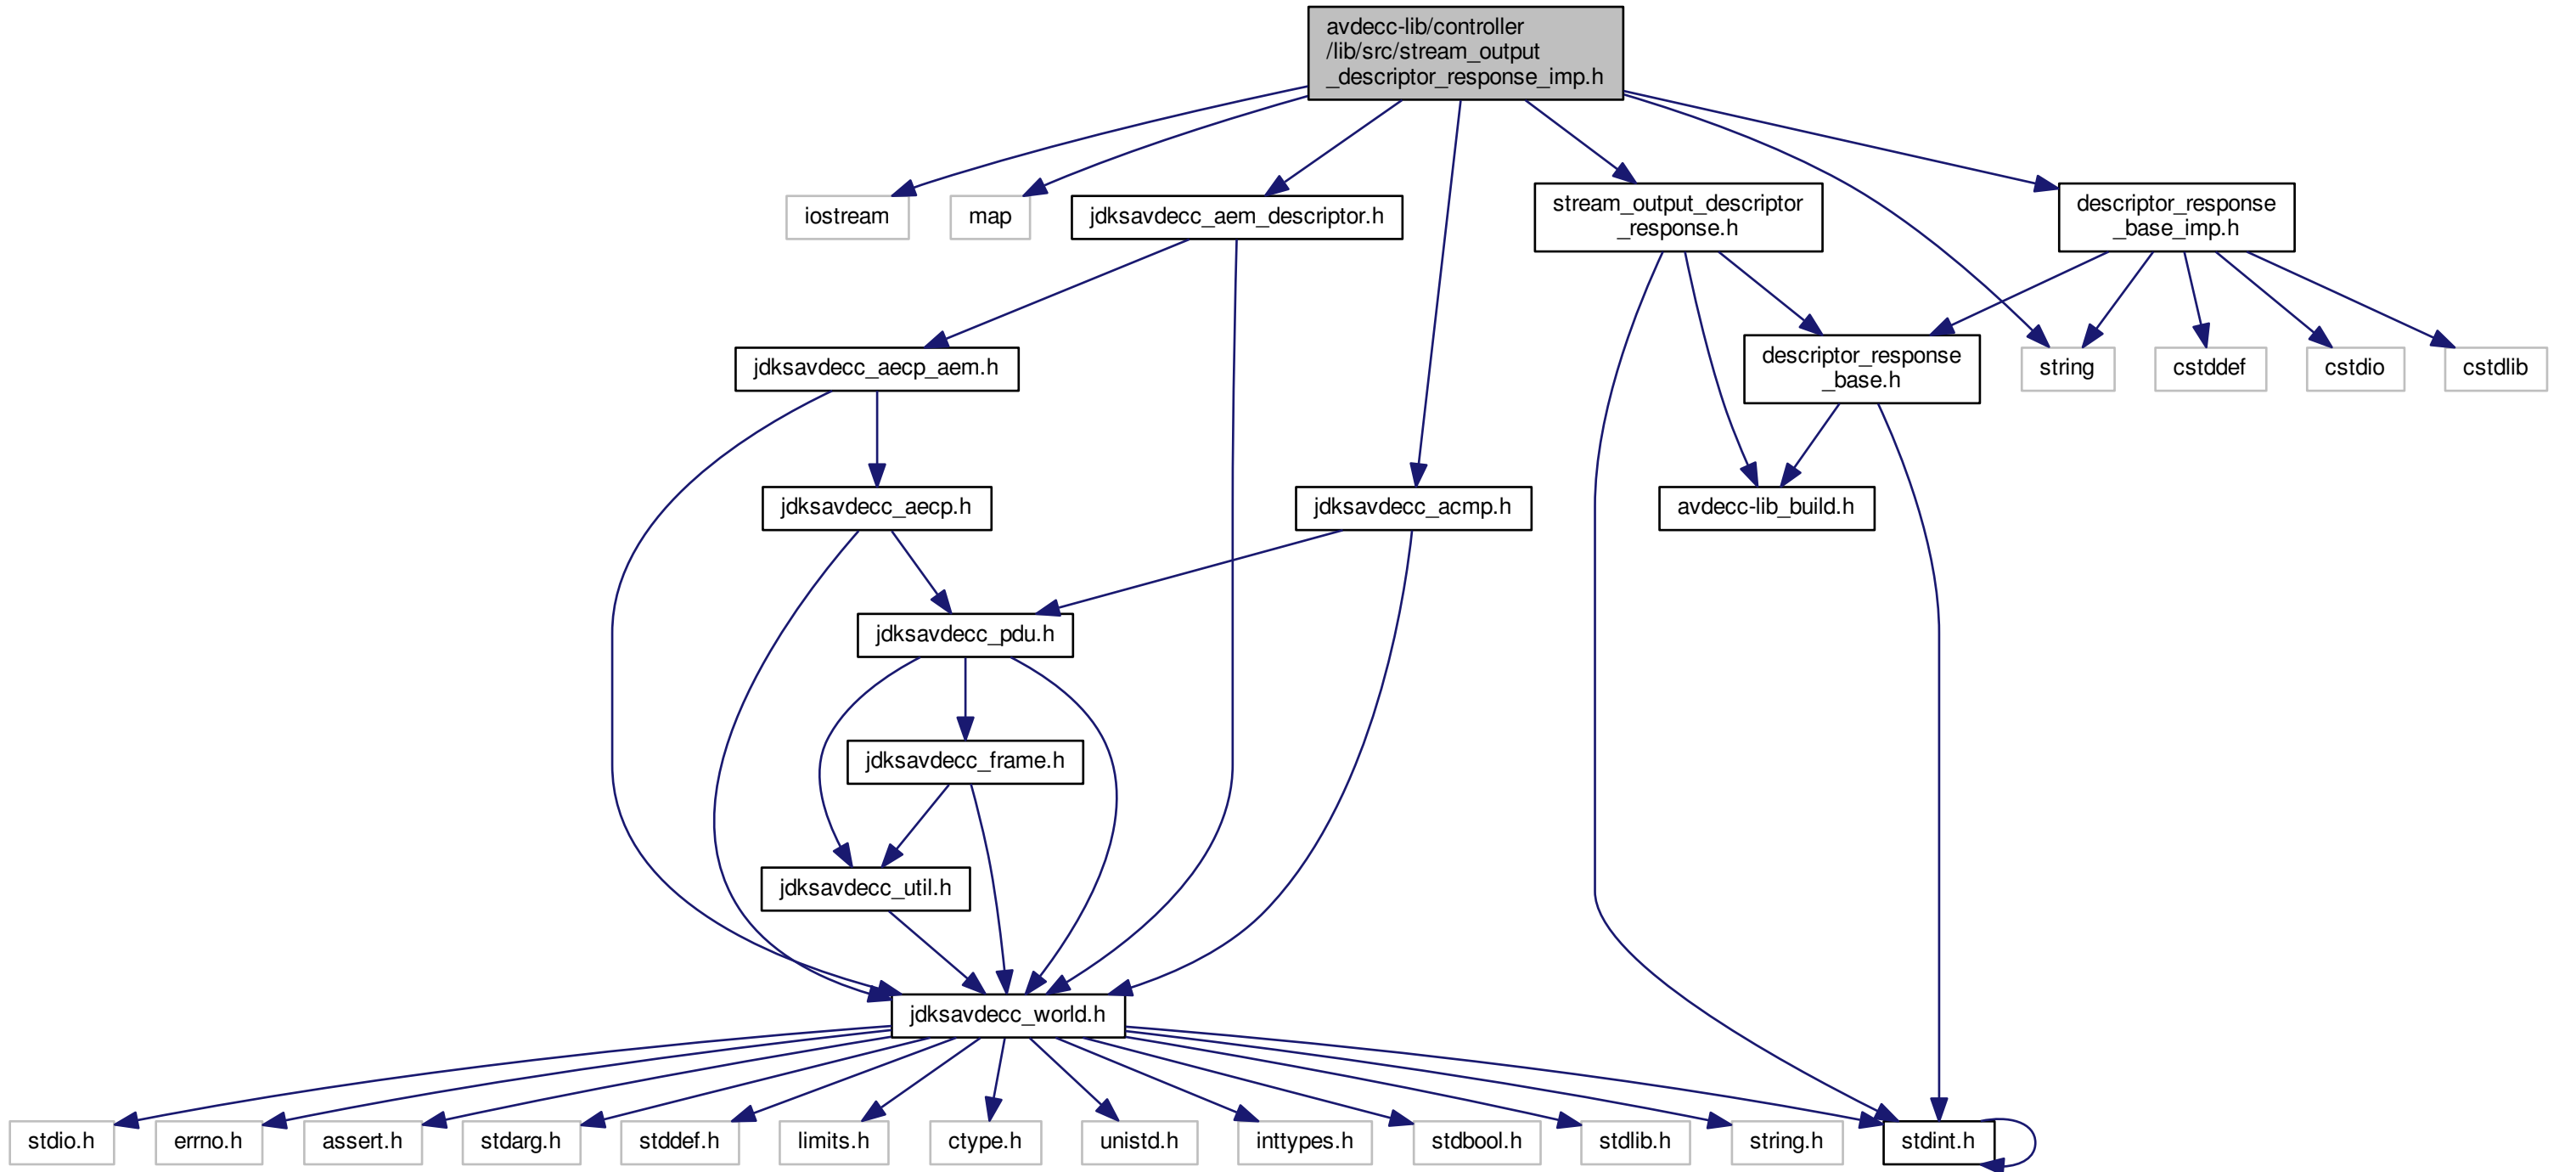 avdecc-lib/controller
/lib/src/stream_output
_descriptor_response_imp.h
iostream
map
jdksavdecc_aem_descriptor.h
stream_output_descriptor
_response.h
descriptor_response
_base_imp.h
jdksavdecc_aecp_aem.h
descriptor_response
_base.h
string
cstddef
cstdio
cstdlib
jdksavdecc_aecp.h
jdksavdecc_acmp.h
avdecc-lib_build.h
jdksavdecc_pdu.h
jdksavdecc_frame.h
jdksavdecc_util.h
jdksavdecc_world.h
stdio.h
errno.h
assert.h
stdarg.h
stddef.h
limits.h
ctype.h
unistd.h
inttypes.h
stdbool.h
stdlib.h
string.h
stdint.h